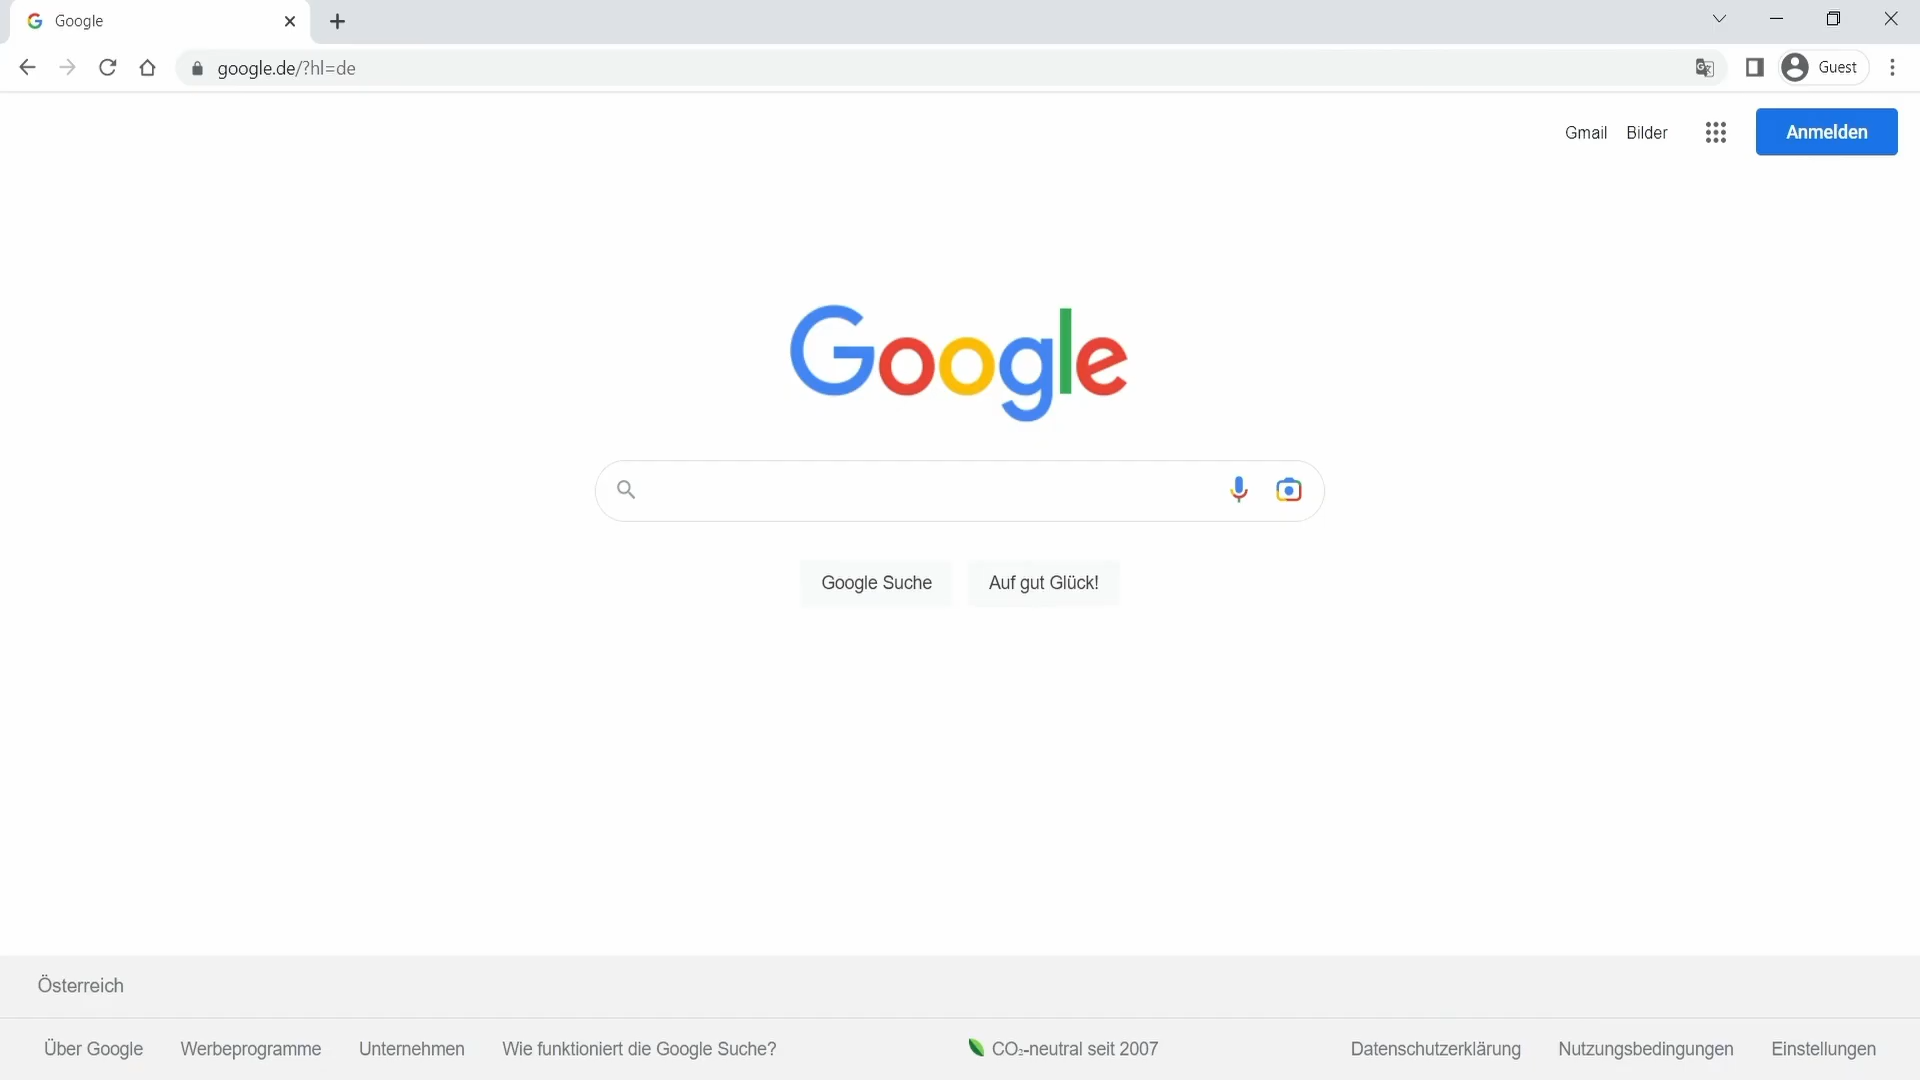 Google
google.de/?hl=de
Guest
Gmail Bilder Anmelden
Google
Google Suche Auf gut Glück!
Österreich
Über Google Werbeprogramme Unternehmen Wie funktioniert die Google Suche? CO₂-neutral seit 2007 Datenschutzerklärung Nutzungsbedingungen Einstellungen